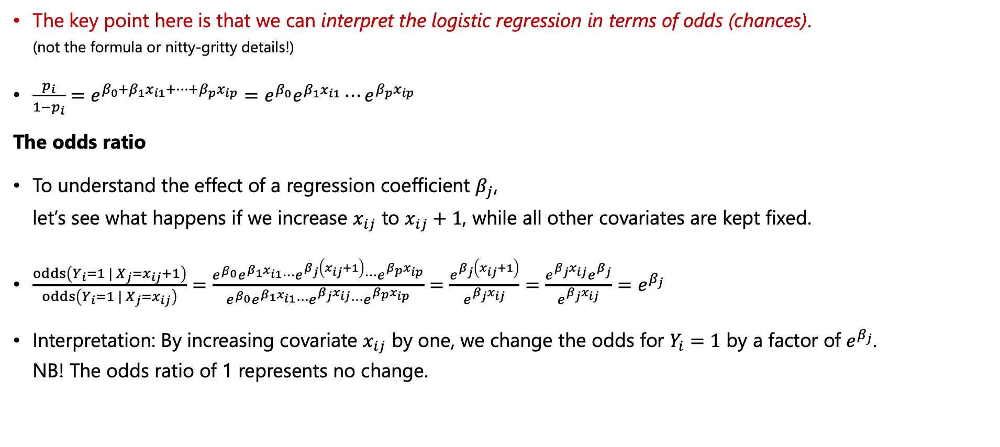 • The key point here is that we can interpret the logistic regression in terms of odds (chances).
(not the formula or nitty-gritty details!)
• $\frac{p_i}{1-p_i} = e^{\beta_0+\beta_1 x_{i1}+\cdots+\beta_p x_{ip}} = e^{\beta_0} e^{\beta_1 x_{i1}} \cdots e^{\beta_p x_{ip}}$
The odds ratio
• To understand the effect of a regression coefficient $\beta_j$,
let's see what happens if we increase $x_{ij}$ to $x_{ij} + 1$, while all other covariates are kept fixed.
• $\frac{\text{odds}(Y_i=1 \mid X_j=x_{ij}+1)}{\text{odds}(Y_i=1 \mid X_j=x_{ij})} = \frac{e^{\beta_0} e^{\beta_1 x_{i1}} \ldots e^{\beta_j (x_{ij}+1)} \ldots e^{\beta_p x_{ip}}}{e^{\beta_0} e^{\beta_1 x_{i1}} \ldots e^{\beta_j x_{ij}} \ldots e^{\beta_p x_{ip}}} = \frac{e^{\beta_j (x_{ij}+1)}}{e^{\beta_j x_{ij}}} = \frac{e^{\beta_j x_{ij}} e^{\beta_j}}{e^{\beta_j x_{ij}}} = e^{\beta_j}$
• Interpretation: By increasing covariate $x_{ij}$ by one, we change the odds for $Y_i = 1$ by a factor of $e^{\beta_j}$.
NB! The odds ratio of 1 represents no change.